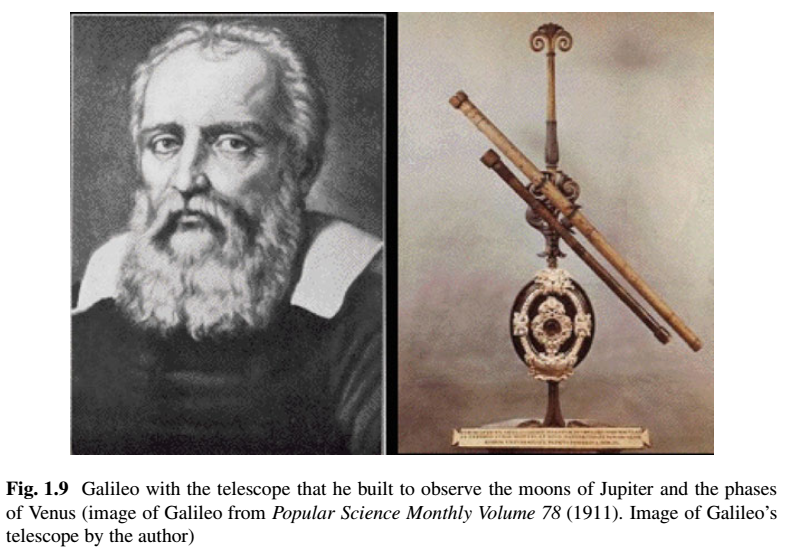 Fig. 1.9 Galileo with the telescope that he built to observe the moons of Jupiter and the phases
of Venus (image of Galileo from Popular Science Monthly Volume 78 (1911). Image of Galileo's
telescope by the author)